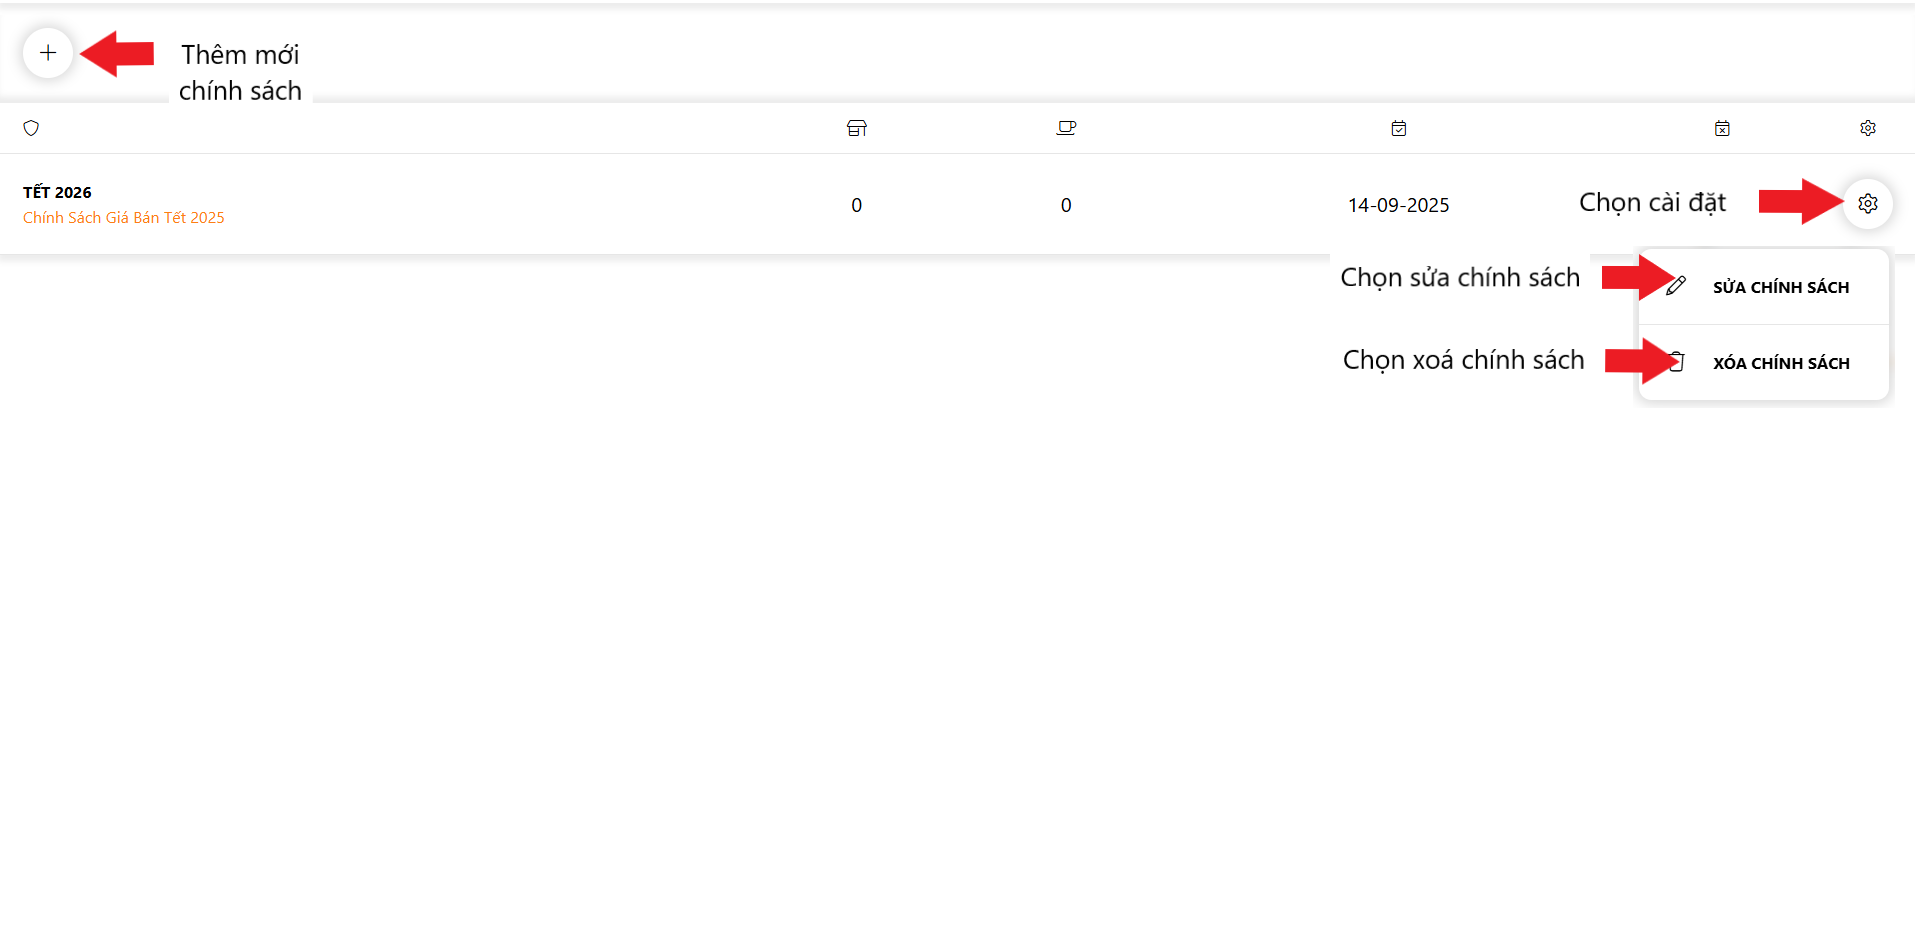 Thêm mới
chính sách
TẾT 2026
Chính Sách Giá Bán Tết 2025
0
0
14-09-2025
Chọn cài đặt
Chọn sửa chính sách
SỬA CHÍNH SÁCH
Chọn xoá chính sách
XÓA CHÍNH SÁCH